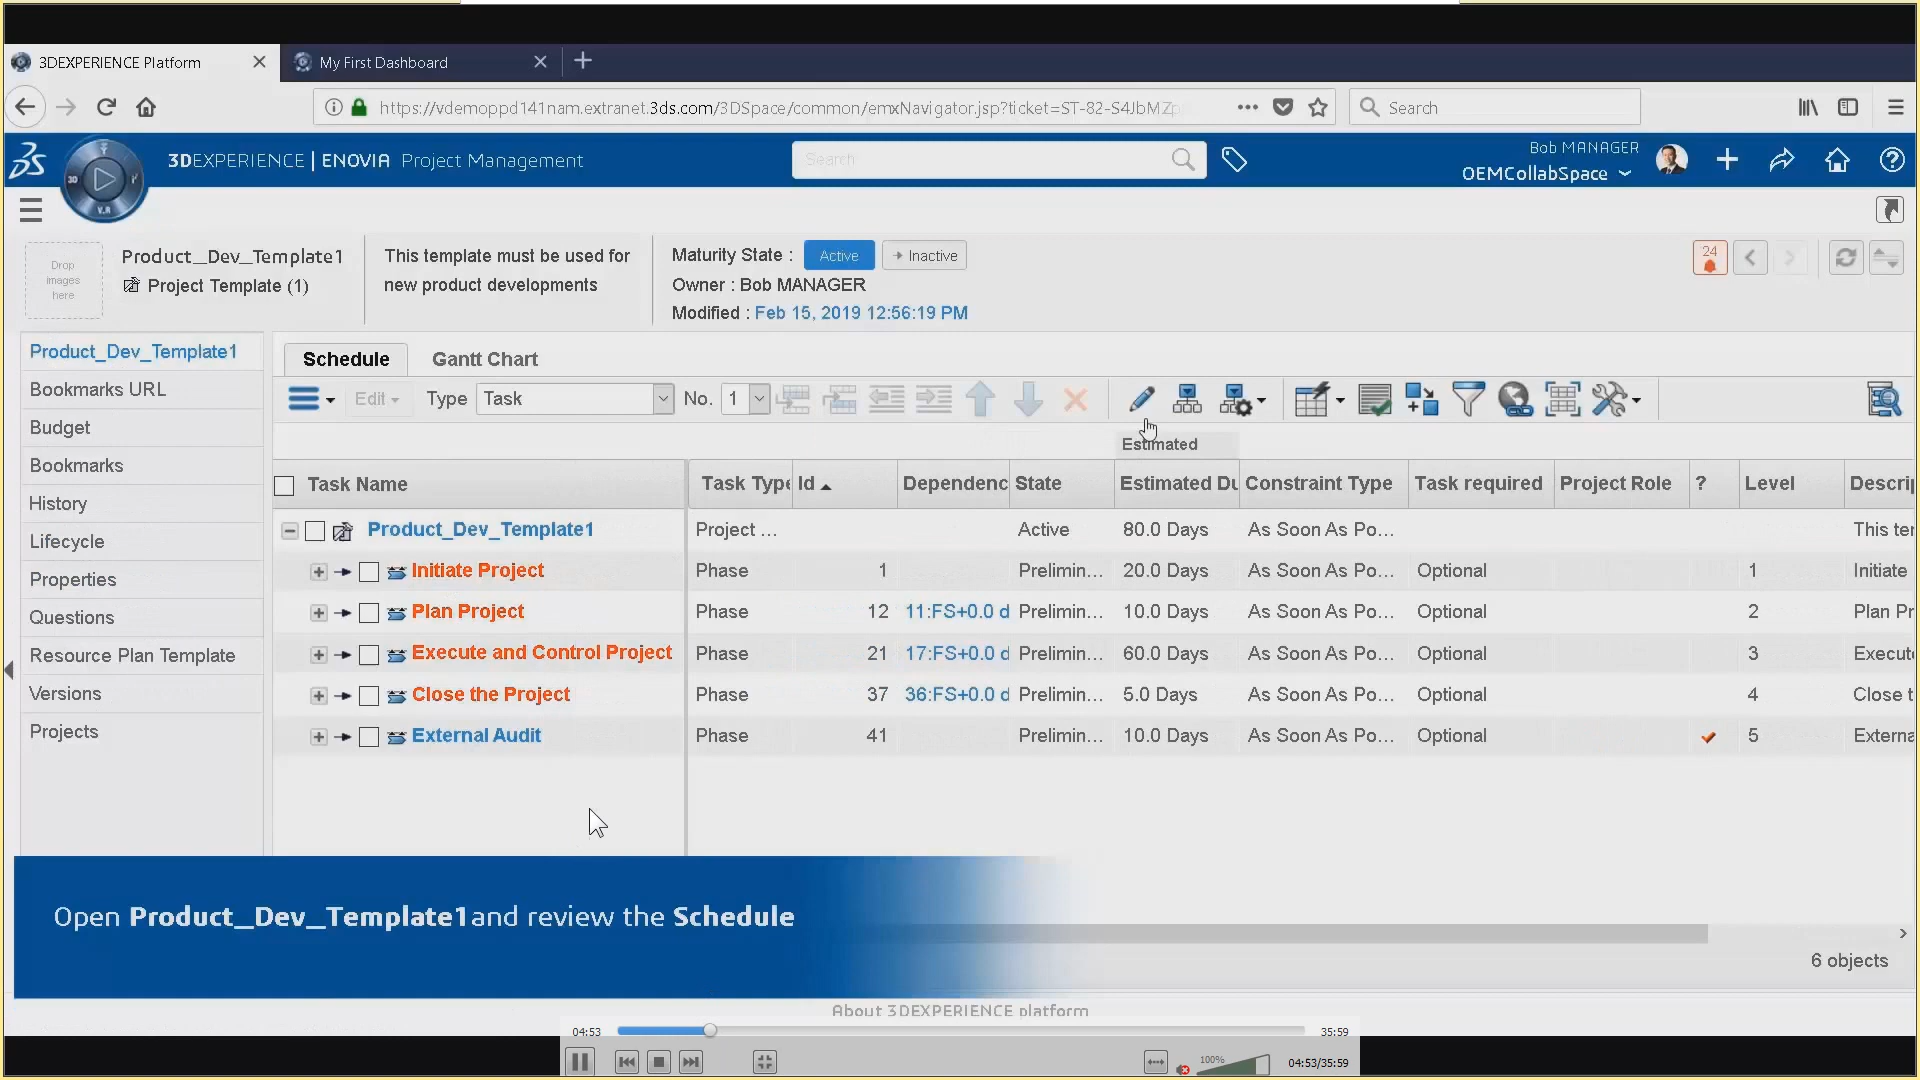 3DEXPERIENCE Platform
My First Dashboard
https://vdemoppd141nam.extranet.3ds.com/3DSpace/common/emxNavigator.jsp?ticket=ST-82-S4JbMZp
Search
3DEXPERIENCE | ENOVIA Project Management
Search
Bob MANAGER
OEMCollabSpace
3D
V.R
Drop
images
here
Product_Dev_Template1
Project Template (1)
This template must be used for
new product developments
Maturity State :
Active
Inactive
Owner : Bob MANAGER
Modified : Feb 15, 2019 12:56:19 PM
24
Product_Dev_Template1
Bookmarks URL
Budget
Bookmarks
History
Lifecycle
Properties
Questions
Resource Plan Template
Versions
Projects
Schedule
Gantt Chart
Edit
Type
Task
No.
1
Estimated
Task Name
Task Type
Id
Dependenc
State
Estimated Du
Constraint Type
Task required
Project Role
?
Level
Descrip
Product_Dev_Template1 Project ... Active 80.0 Days As Soon As Po... This ter
Initiate Project Phase 1 Prelimin... 20.0 Days As Soon As Po... Optional 1 Initiate
Plan Project Phase 12 11:FS+0.0 d Prelimin... 10.0 Days As Soon As Po... Optional 2 Plan Pr
Execute and Control Project Phase 21 17:FS+0.0 d Prelimin... 60.0 Days As Soon As Po... Optional 3 Execute
Close the Project Phase 37 36:FS+0.0 d Prelimin... 5.0 Days As Soon As Po... Optional 4 Close t
External Audit Phase 41 Prelimin... 10.0 Days As Soon As Po... Optional 5 Externa
Open Product_Dev_Template1 and review the Schedule
6 objects
About 3DEXPERIENCE platform
04:53
35:59
100%
04:53/35:59